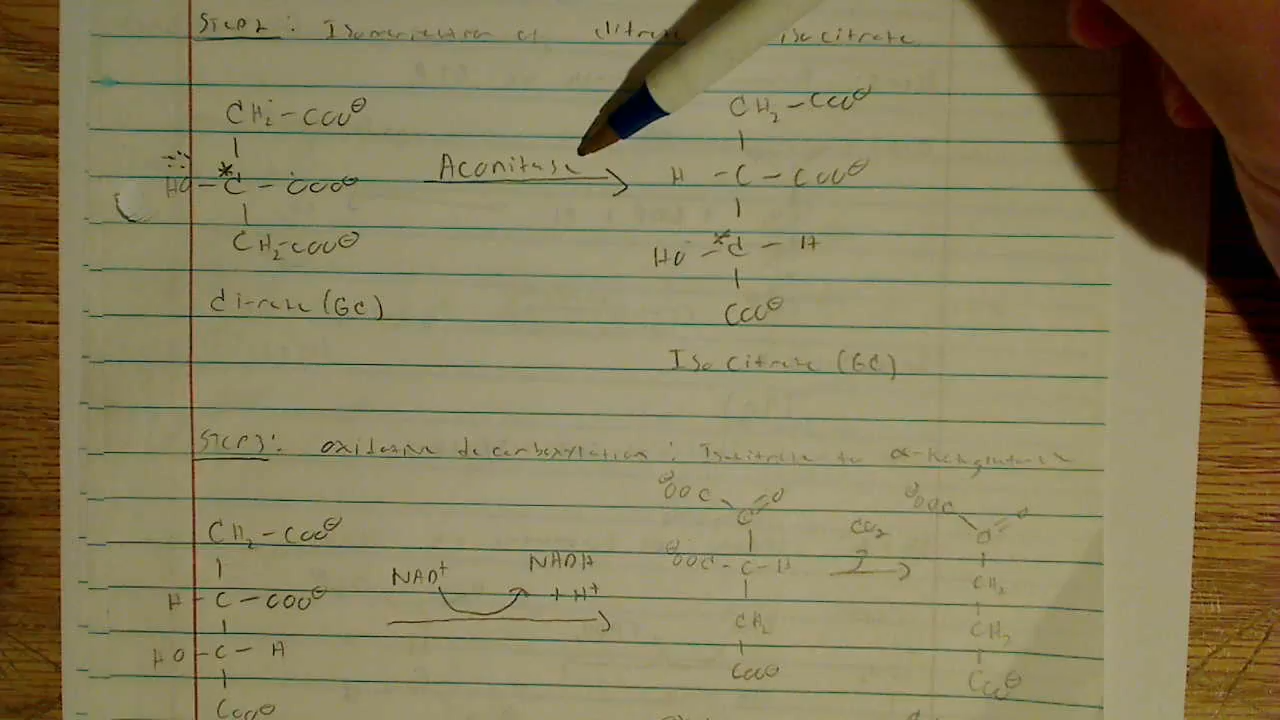 STEP 2 : Isomerization of citrate isocitrate
CH2 - COO⊖ CH2 - COO⊖
Aconitase
HO - C* - COO⊖ H - C - COO⊖
CH2 - COO⊖ HO - C* - H
COO⊖
citrate (6C)
Isocitrate (6C)
STEP 3 : oxidative decarboxylation : Isocitrate to α-Ketoglutarate
⊖OOC C=O ⊖OOC C=O
CH2 - COO⊖ CO2
NAD+ NADH ⊖OOC - C - H CH2
H - C - COO⊖ + H+
CH2 CH2
HO - C - H
COO⊖ COO⊖
COO⊖